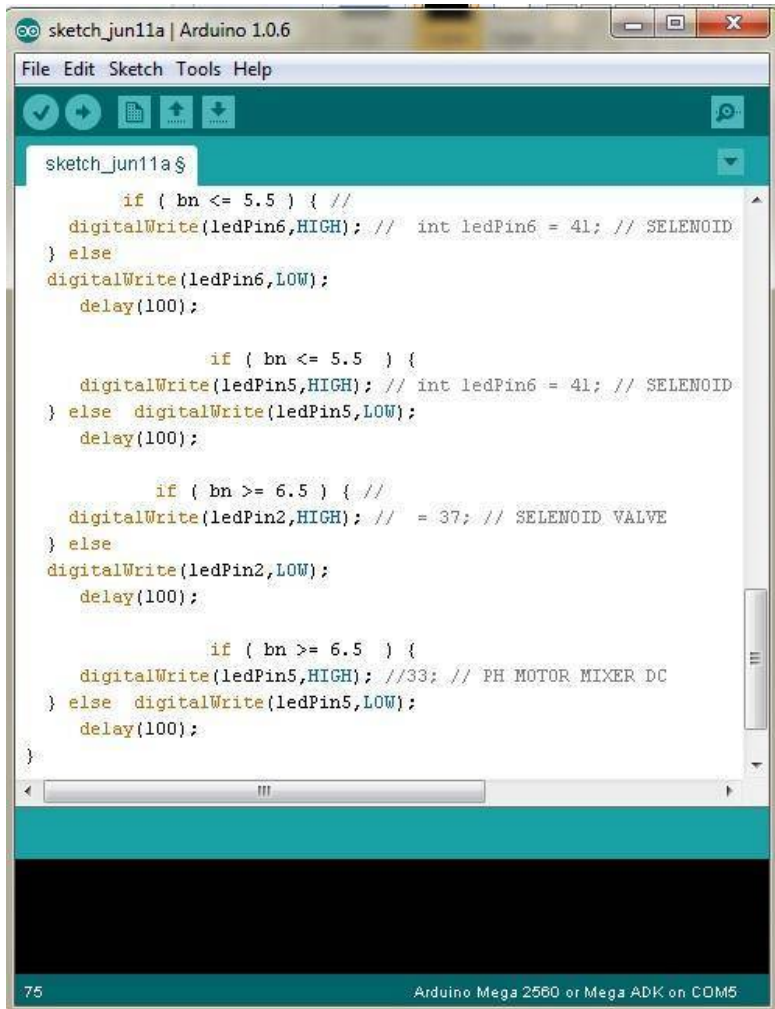 sketch_jun11a | Arduino 1.0.6
File Edit Sketch Tools Help
sketch_jun11a §
if ( bn <= 5.5 ) { //
digitalWrite(ledPin6,HIGH); // int ledPin6 = 41; // SELENOID
} else
digitalWrite(ledPin6,LOW);
delay(100);
if ( bn <= 5.5 ) {
digitalWrite(ledPin5,HIGH); // int ledPin6 = 41; // SELENOID
} else digitalWrite(ledPin5,LOW);
delay(100);
if ( bn >= 6.5 ) { //
digitalWrite(ledPin2,HIGH); // = 37; // SELENOID VALVE
} else
digitalWrite(ledPin2,LOW);
delay(100);
if ( bn >= 6.5 ) {
digitalWrite(ledPin5,HIGH); //33; // PH MOTOR MIXER DC
} else digitalWrite(ledPin5,LOW);
delay(100);
}
75 Arduino Mega 2560 or Mega ADK on COM5